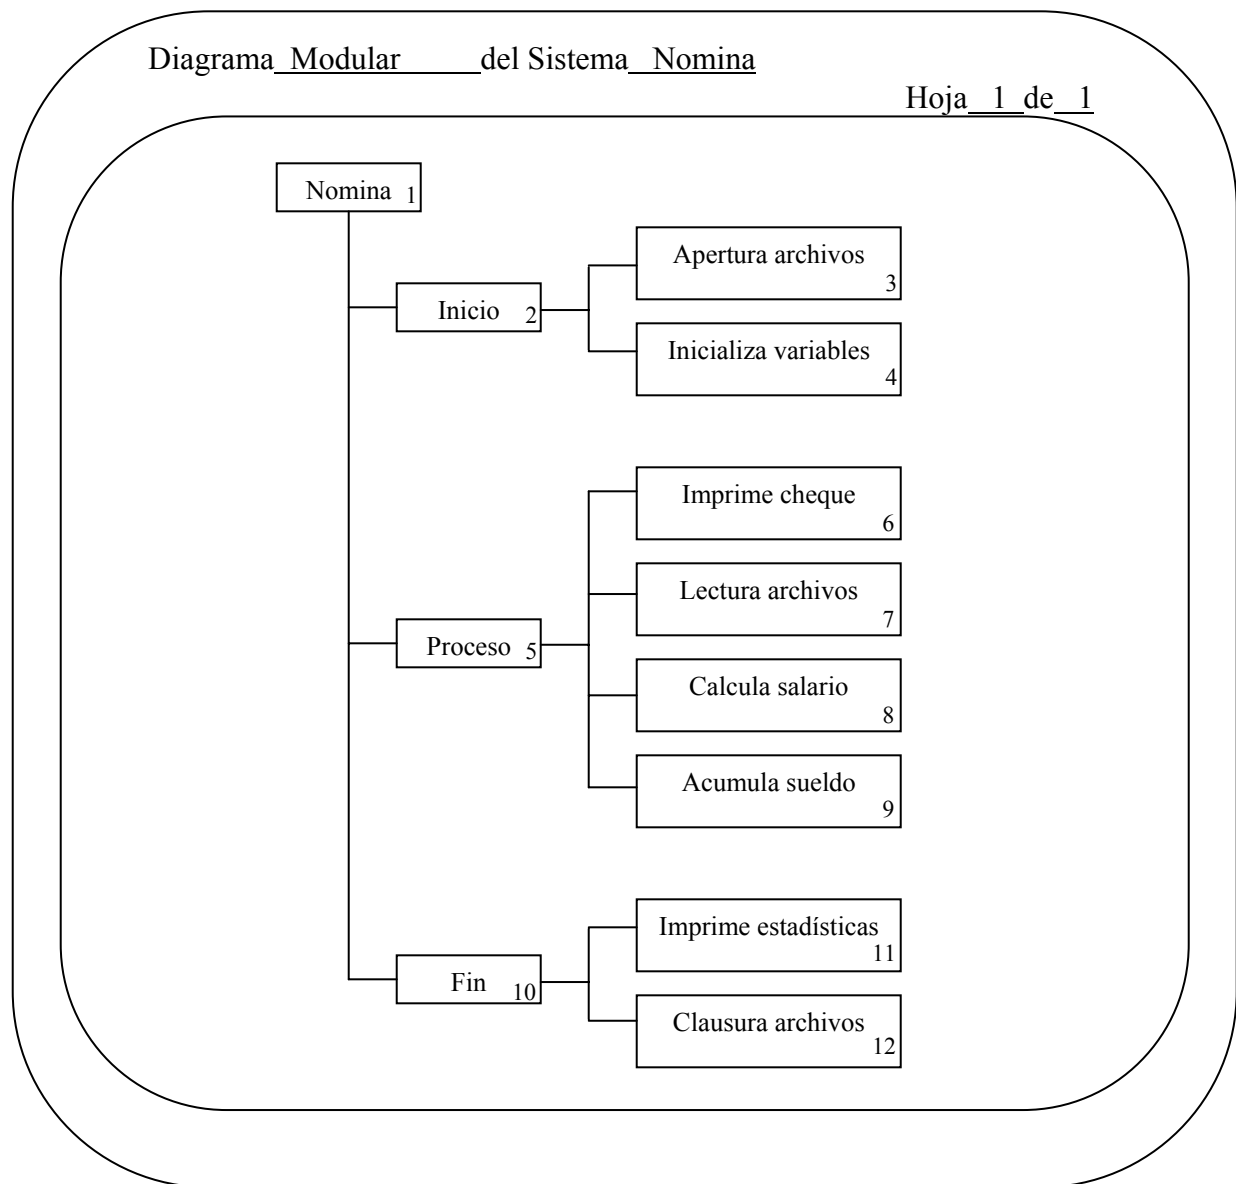 Diagrama Modular del Sistema Nomina
Hoja 1 de 1
Nomina 1
Apertura archivos
3
Inicio 2
Inicializa variables
4
Imprime cheque
6
Lectura archivos
7
Proceso 5
Calcula salario
8
Acumula sueldo
9
Imprime estadísticas
11
Fin 10
Clausura archivos
12